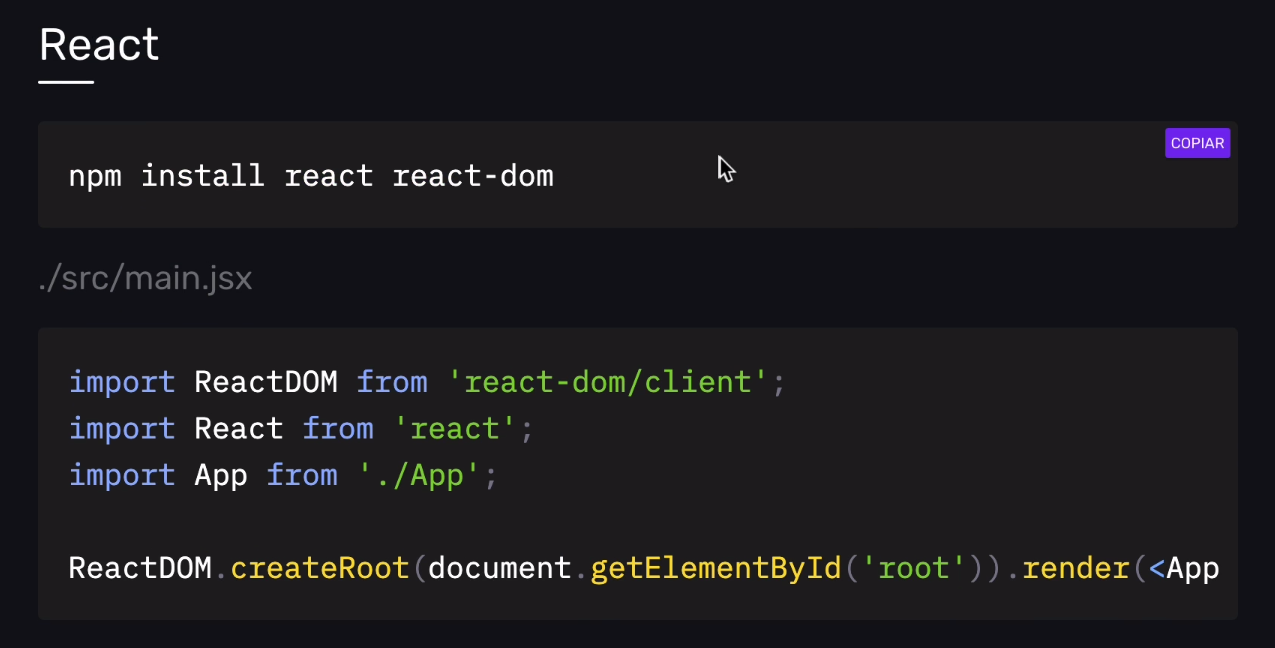 React
COPIAR
npm install react react-dom
./src/main.jsx
import ReactDOM from 'react-dom/client';
import React from 'react';
import App from './App';
ReactDOM.createRoot(document.getElementById('root')).render(<App